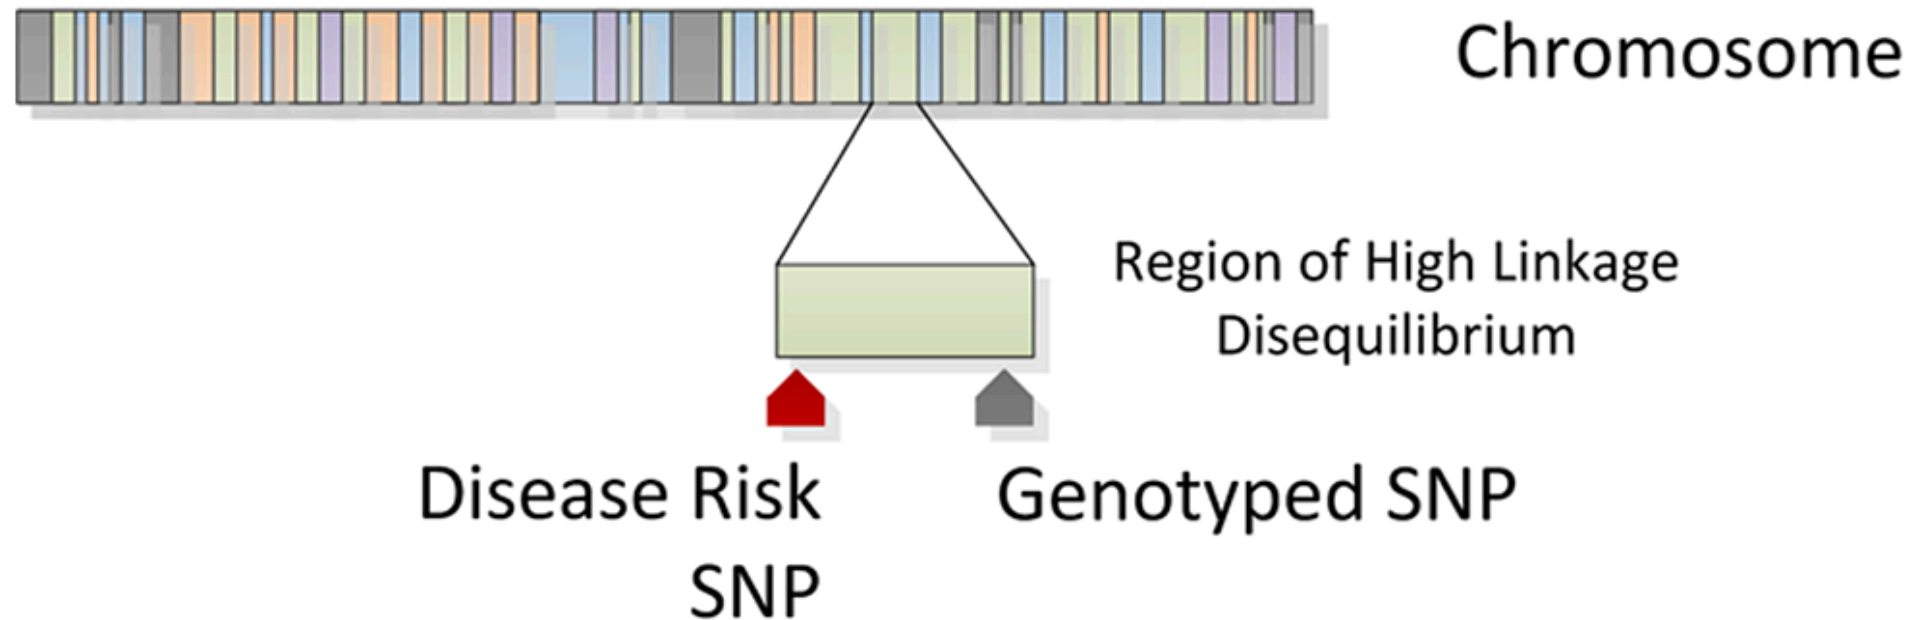 Chromosome
Region of High Linkage
Disequilibrium
Disease Risk
SNP
Genotyped SNP